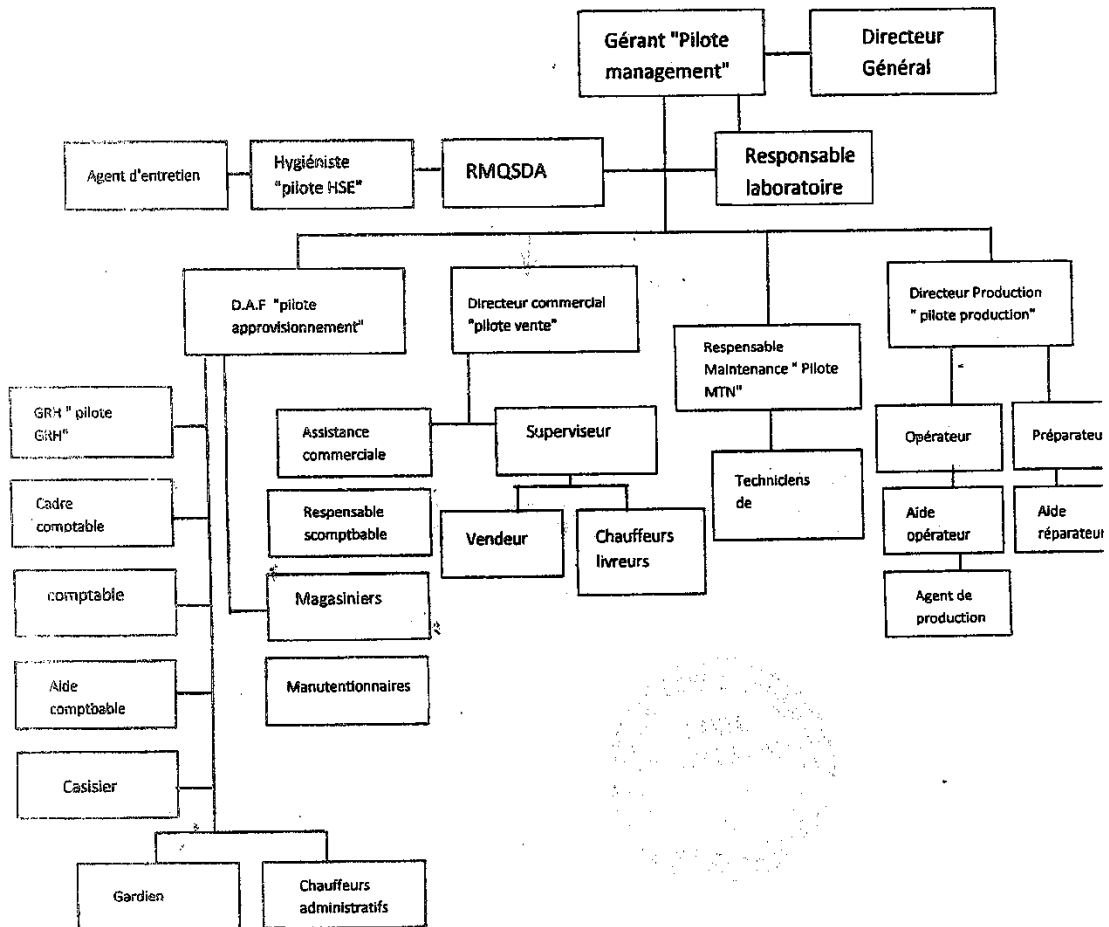 Gérant "Pilote
management"
Directeur
Général
Agent d'entretien
Hygiéniste
"pilote HSE"
RMQSDA
Responsable
laboratoire
D.A.F "pilote
approvisionnement"
Directeur commercial
"pilote vente"
Responsable
Maintenance " Pilote
MTN"
Directeur Production
" pilote production"
GRH " pilote
GRH"
Assistance
commerciale
Superviseur
Opérateur
Préparateur
Cadre
comptable
Responsable
scomptbable
Vendeur
Chauffeurs
livreurs
Techniciens
de
Aide
opérateur
Aide
réparateur
comptable
Magasiniers
Agent de
production
Aide
comptbable
Manutentionnaires
Casisier
Gardien
Chauffeurs
administratifs